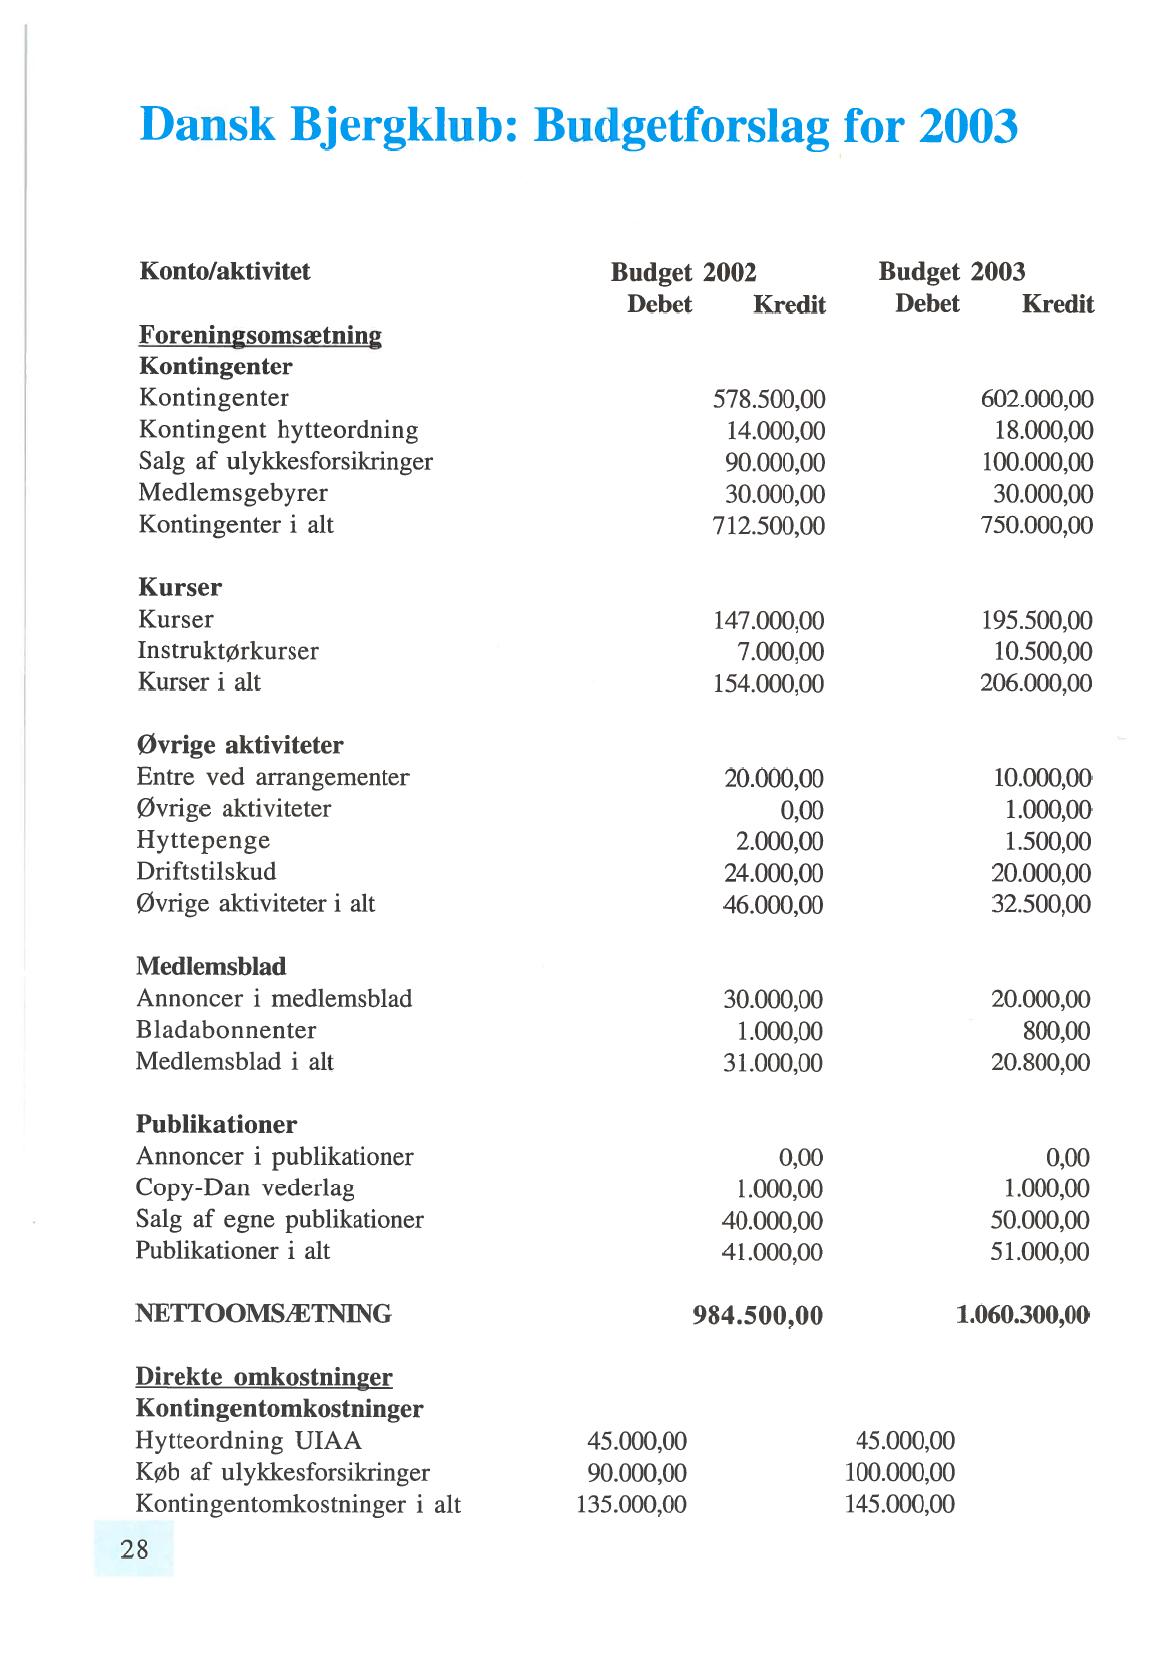 Dansk Bjergklub: Budgetforslag for 2003
Konto/aktivitet Budget 2002 Budget 2003
Debet Kredit Debet Kredit
Foreningsomsætning
Kontingenter
Kontingenter 578.500,00 602.000,00
Kontingent hytteordning 14.000,00 18.000,00
Salg af ulykkesforsikringer 90.000,00 100.000,00
Medlemsgebyrer 30.000,00 30.000,00
Kontingenter i alt 712.500,00 750.000,00
Kurser
Kurser 147.000,00 195.500,00
Instruktørkurser 7.000,00 10.500,00
Kurser i alt 154.000,00 206.000,00
Øvrige aktiviteter
Entre ved arrangementer 20.000,00 10.000,00
Øvrige aktiviteter 0,00 1.000,00
Hyttepenge 2.000,00 1.500,00
Driftstilskud 24.000,00 20.000,00
Øvrige aktiviteter i alt 46.000,00 32.500,00
Medlemsblad
Annoncer i medlemsblad 30.000,00 20.000,00
Bladabonnenter 1.000,00 800,00
Medlemsblad i alt 31.000,00 20.800,00
Publikationer
Annoncer i publikationer 0,00 0,00
Copy-Dan vederlag 1.000,00 1.000,00
Salg af egne publikationer 40.000,00 50.000,00
Publikationer i alt 41.000,00 51.000,00
NETTOOMSÆTNING 984.500,00 1.060.300,00
Direkte omkostninger
Kontingentomkostninger
Hytteordning UIAA 45.000,00 45.000,00
Køb af ulykkesforsikringer 90.000,00 100.000,00
Kontingentomkostninger i alt 135.000,00 145.000,00
28